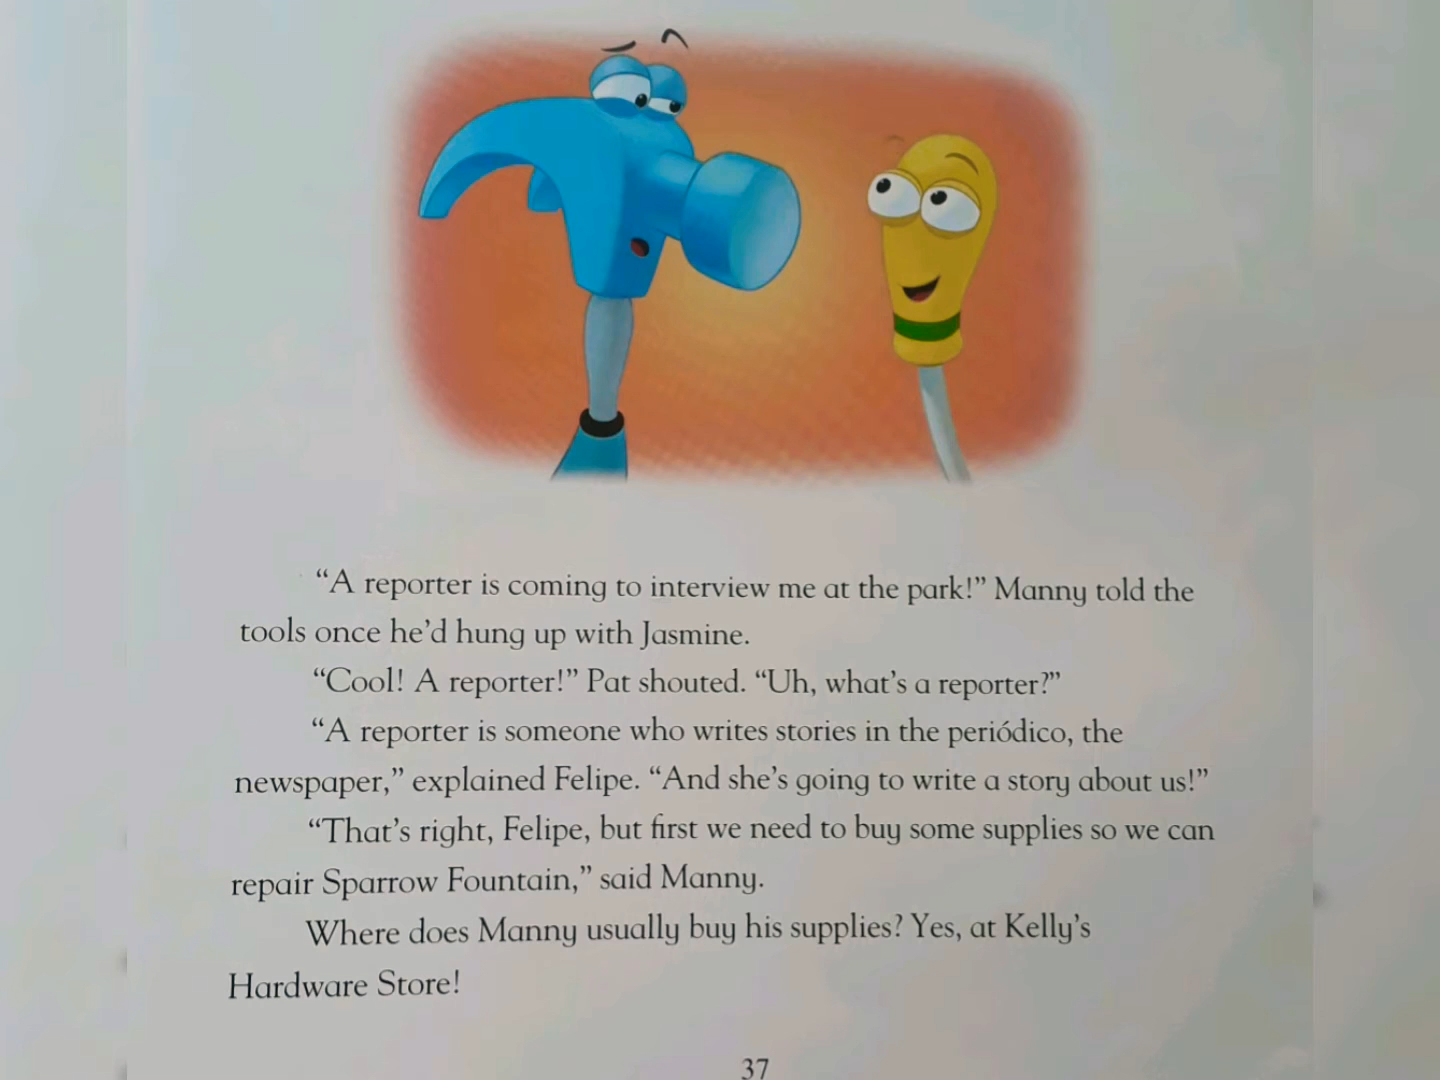 “A reporter is coming to interview me at the park!” Manny told the
tools once he’d hung up with Jasmine.
“Cool! A reporter!” Pat shouted. “Uh, what’s a reporter?”
“A reporter is someone who writes stories in the periódico, the
newspaper,” explained Felipe. “And she’s going to write a story about us!”
“That’s right, Felipe, but first we need to buy some supplies so we can
repair Sparrow Fountain,” said Manny.
Where does Manny usually buy his supplies? Yes, at Kelly’s
Hardware Store!
37